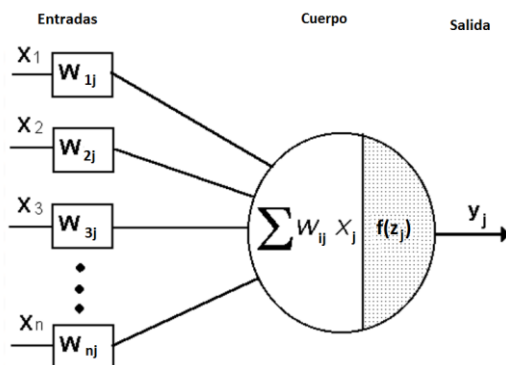 Entradas Cuerpo Salida
X1 W1j
X2 W2j
X3 W3j
∑ Wij Xj f(zj) yj
Xn Wnj